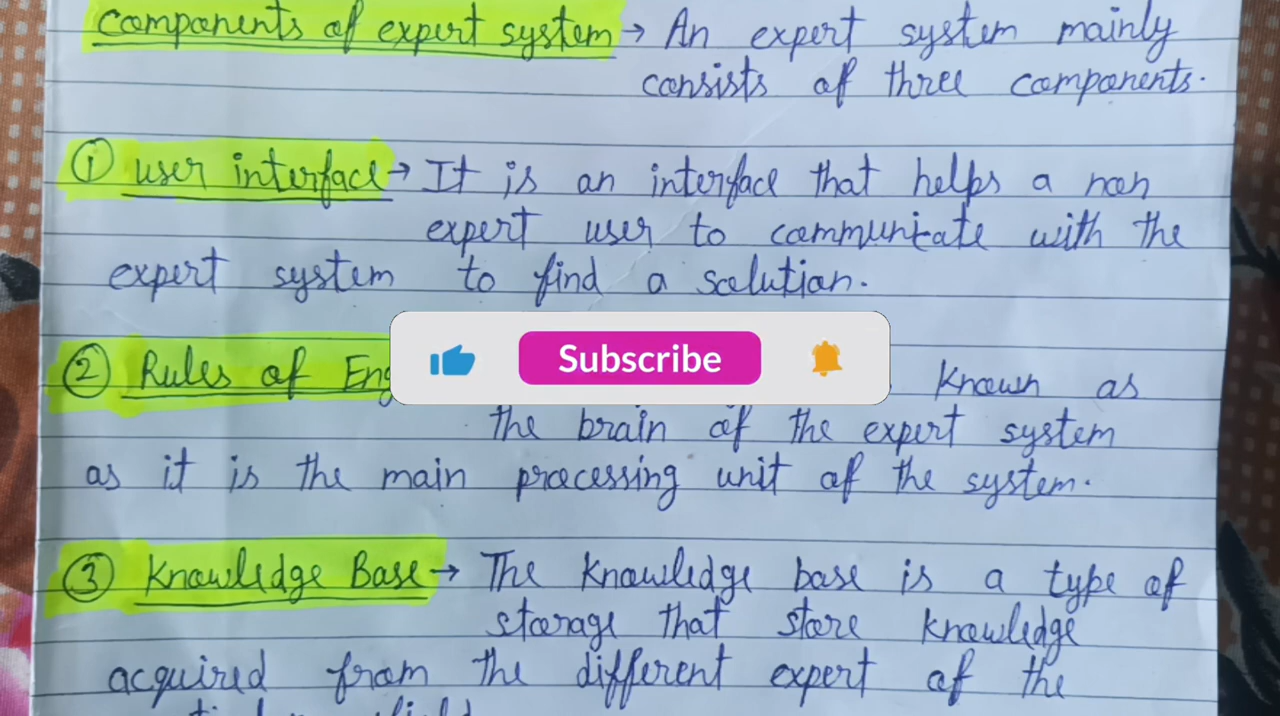 Components of expert system → An expert system mainly
consists of three components.
① user interface → It is an interface that helps a non
expert user to communicate with the
expert system to find a solution.
② Rules of Eng
Subscribe
known as
the brain of the expert system
as it is the main processing unit of the system.
③ Knowledge Base → The knowledge base is a type of
storage that store knowledge
acquired from the different expert of the